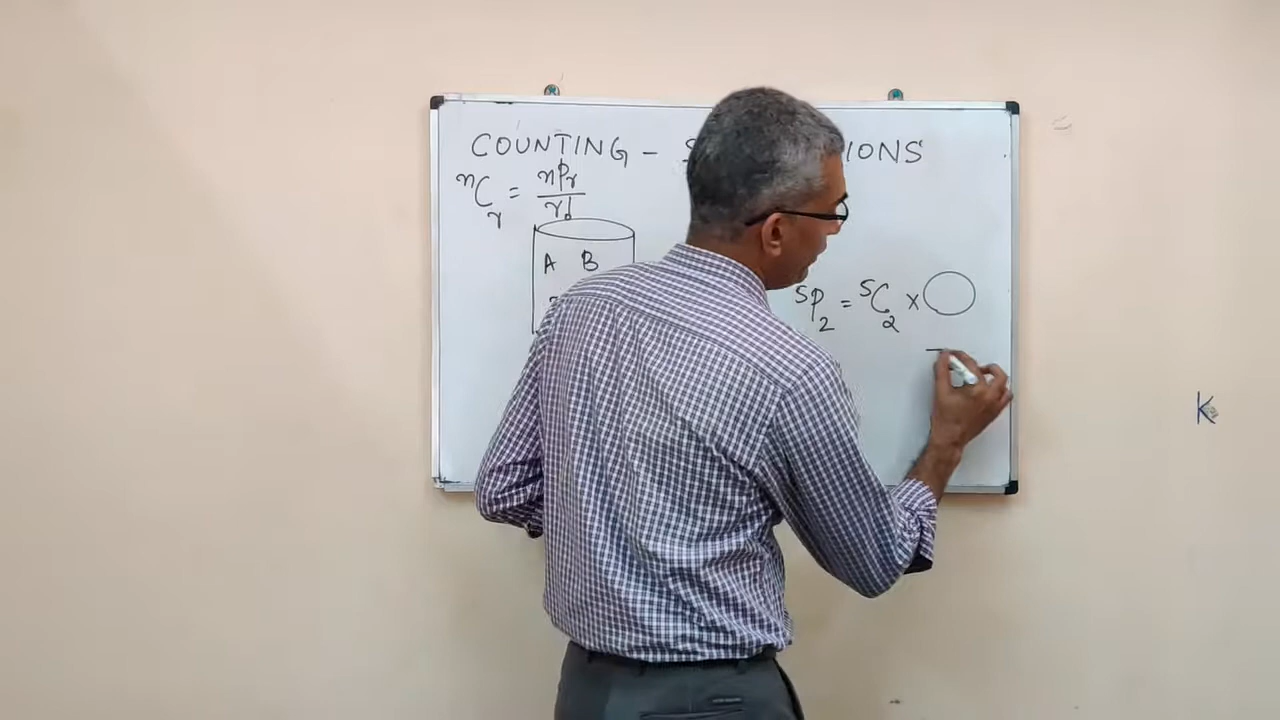 COUNTING - S IONS
nCr = nPr / r!
A B
5P2 = 5C2 ×
K